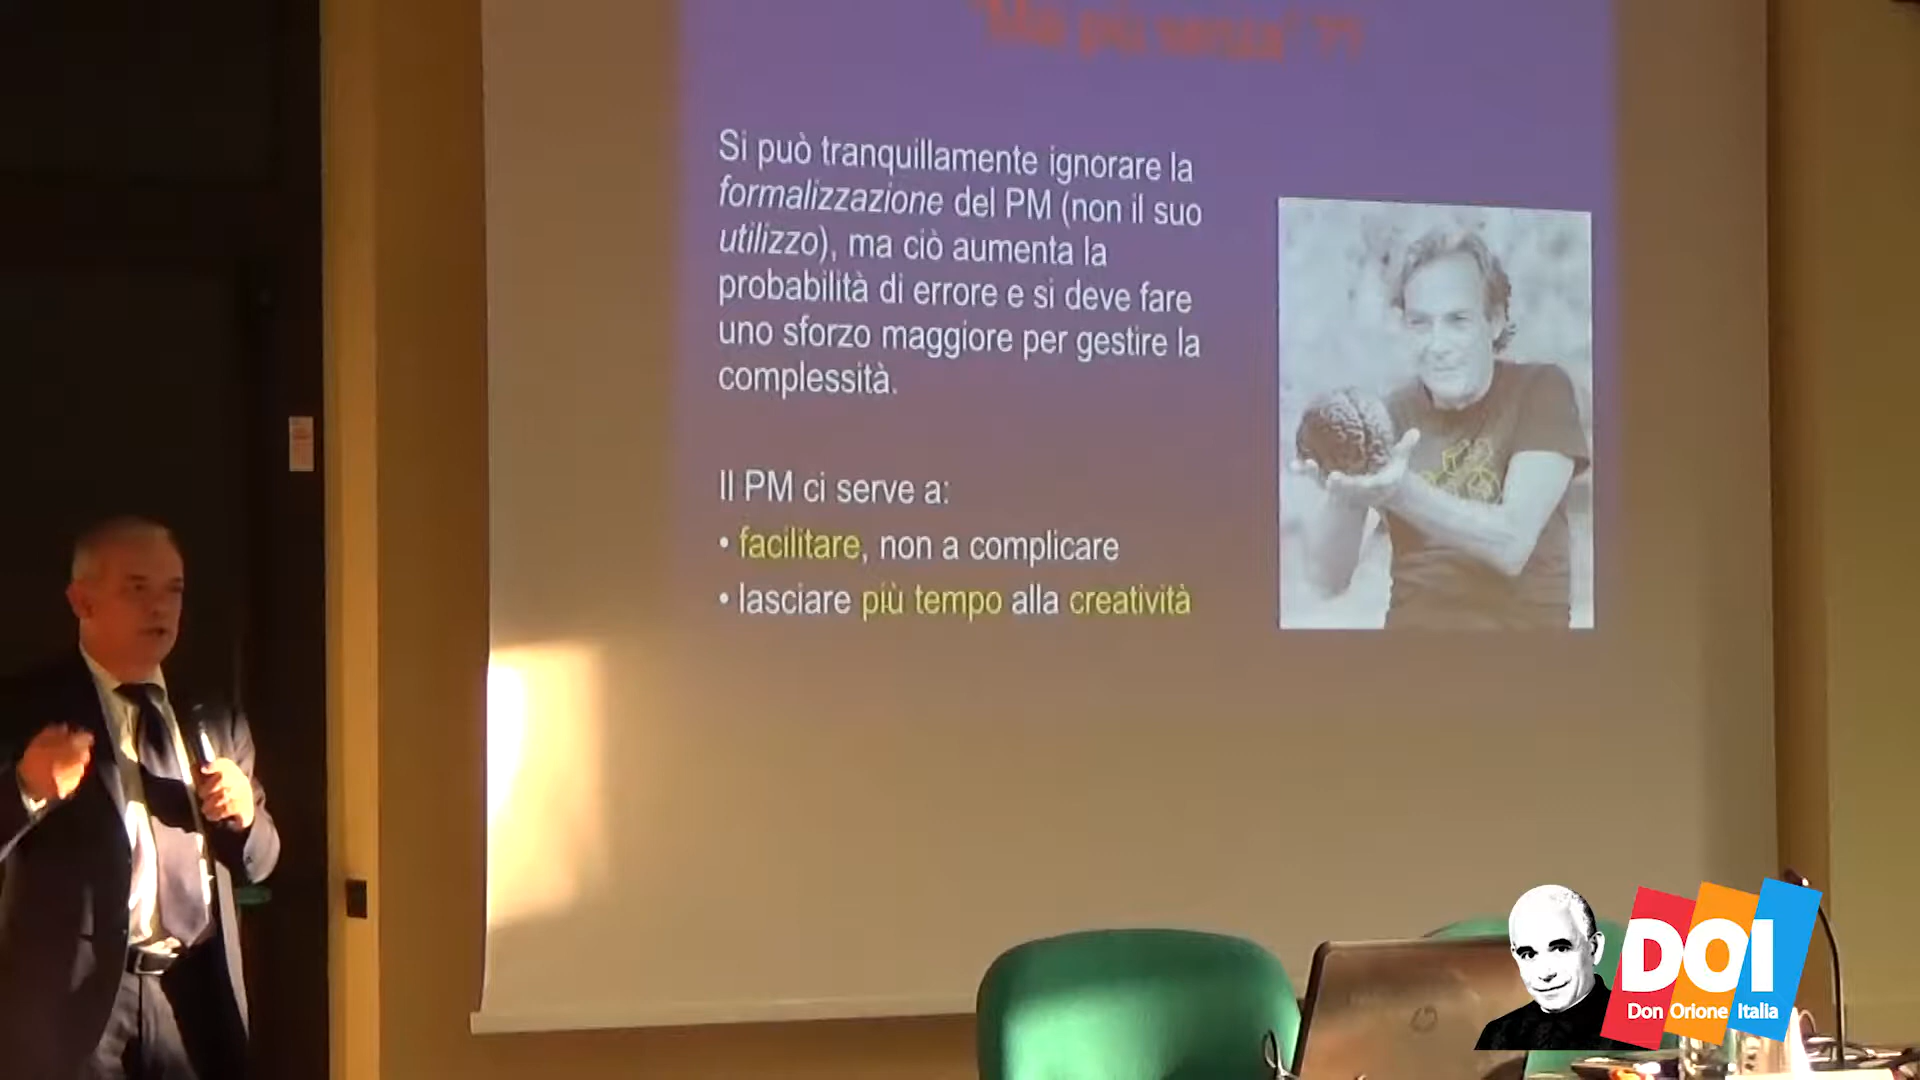 Si può tranquillamente ignorare la
formalizzazione del PM (non il suo
utilizzo), ma ciò aumenta la
probabilità di errore e si deve fare
uno sforzo maggiore per gestire la
complessità.
Il PM ci serve a:
• facilitare, non a complicare
• lasciare più tempo alla creatività
DOI
Don Orione Italia